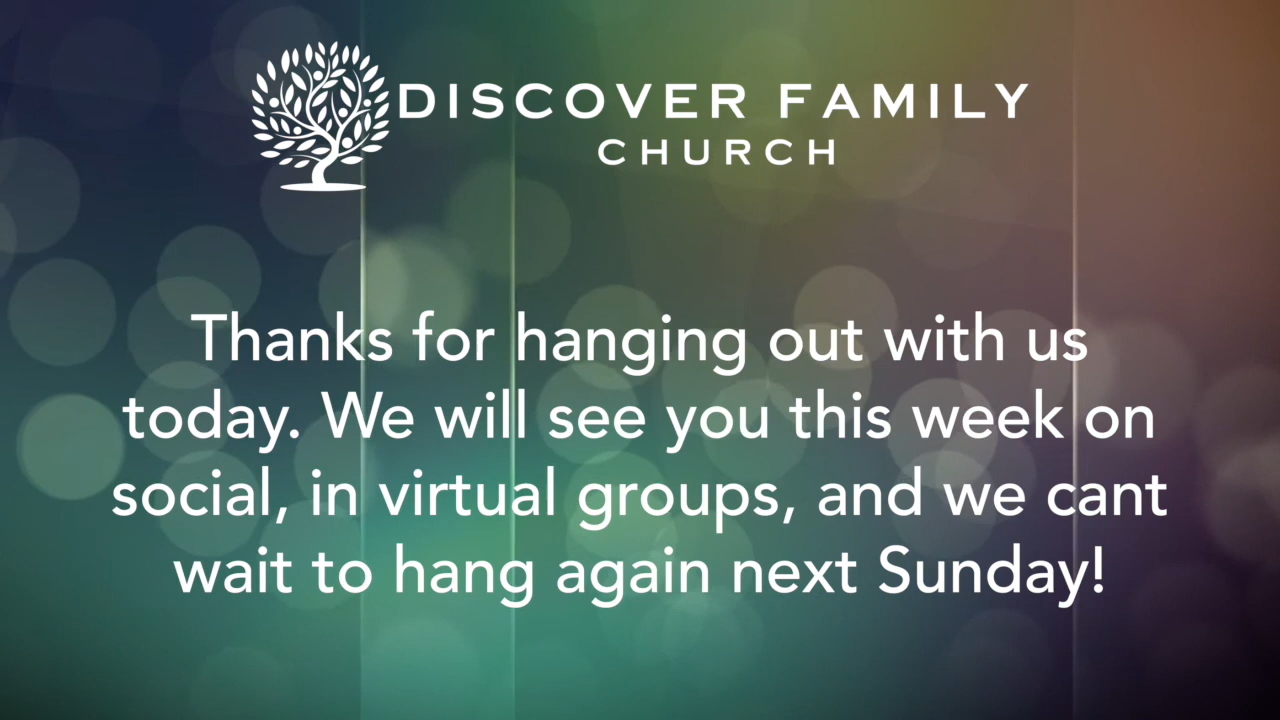 DISCOVER FAMILY
CHURCH
Thanks for hanging out with us
today. We will see you this week on
social, in virtual groups, and we cant
wait to hang again next Sunday!